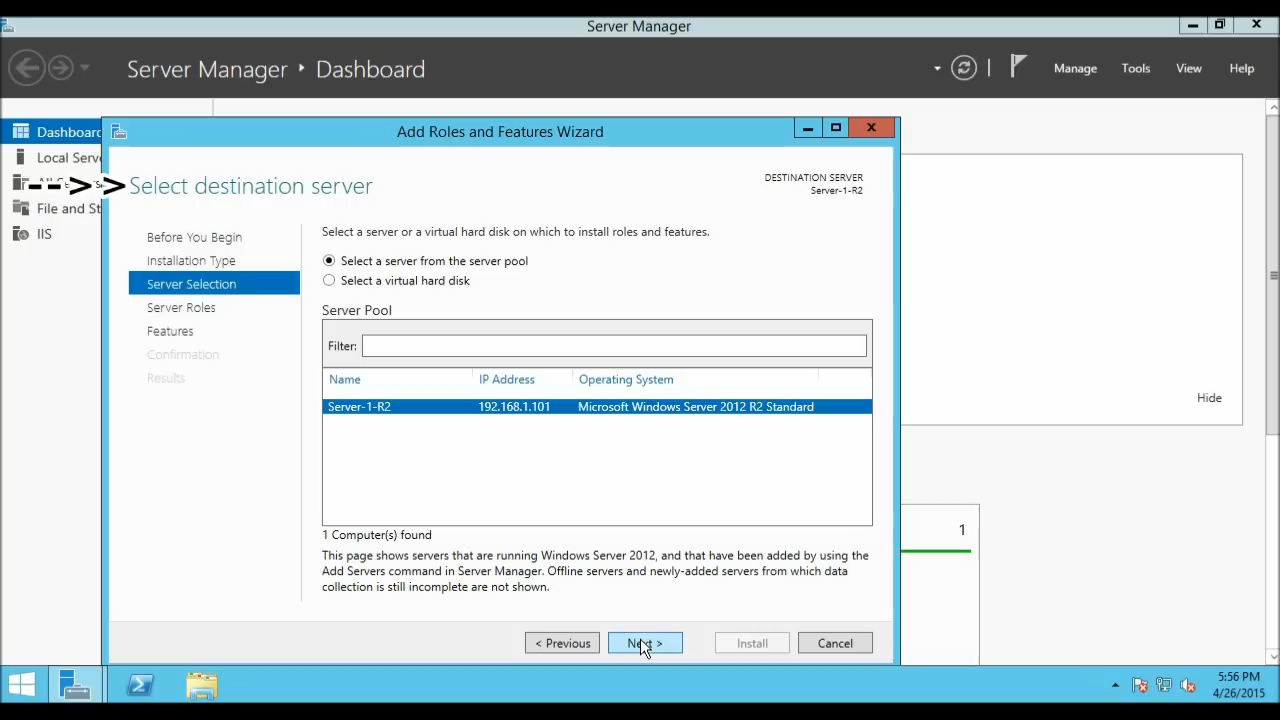 Server Manager
Server Manager • Dashboard
Manage Tools View Help
Dashboard
Local Serv
File and St
IIS
Add Roles and Features Wizard
-->> Select destination server
DESTINATION SERVER
Server-1-R2
Before You Begin
Installation Type
Server Selection
Server Roles
Features
Confirmation
Results
Select a server or a virtual hard disk on which to install roles and features.
Select a server from the server pool
Select a virtual hard disk
Server Pool
Filter:
Name IP Address Operating System
Server-1-R2 192.168.1.101 Microsoft Windows Server 2012 R2 Standard
1 Computer(s) found
This page shows servers that are running Windows Server 2012, and that have been added by using the
Add Servers command in Server Manager. Offline servers and newly-added servers from which data
collection is still incomplete are not shown.
< Previous Next > Install Cancel
Hide
1
5:56 PM
4/26/2015